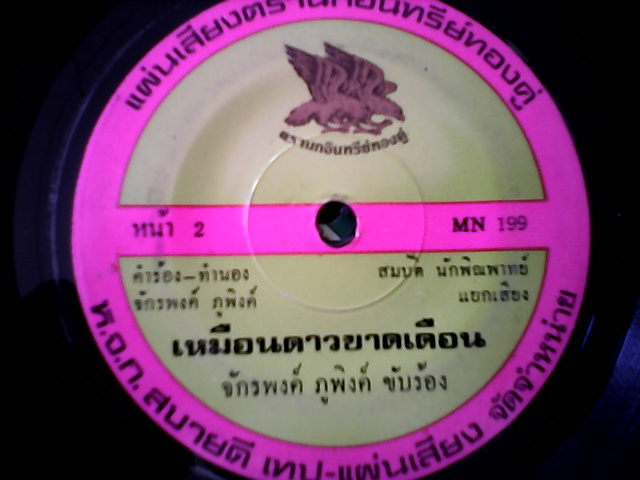 แผ่นเสียงตรานกอินทรีย์ทองคู่
ตรานกอินทรีย์ทองคู่
หน้า 2
MN 199
คำร้อง-ทำนอง
จักรพงค์ ภูพิงค์
สมบัติ นักพิณพาทย์
แยกเสียง
เหมือนดาวขาดเดือน
จักรพงค์ ภูพิงค์ ขับร้อง
ห.จ.ก. สบายดี เทป-แผ่นเสียง จัดจำหน่าย